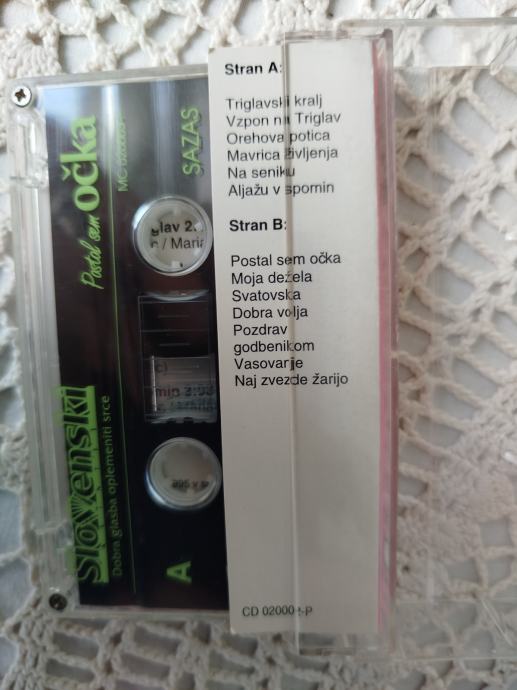 Stran A:
Triglavski kralj
Vzpon na Triglav
Orehova potica
Mavrica življenja
Na seniku
Aljažu v spomin
Stran B:
Postal sem očka
Moja dežela
Svatovska
Dobra volja
Pozdrav
godbenikom
Vasovanje
Naj zvezde žarijo
Slovenski
Dobra glasba oplemeniti srce
Postal sem očka
SAZAS
A